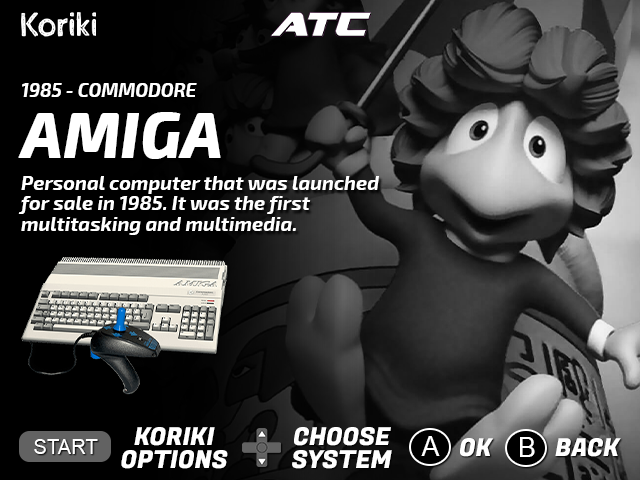 Koriki
ATC
1985 - COMMODORE
AMIGA
Personal computer that was launched
for sale in 1985. It was the first
multitasking and multimedia.
AMIGA
START
KORIKI
OPTIONS
CHOOSE
SYSTEM
A OK
B BACK